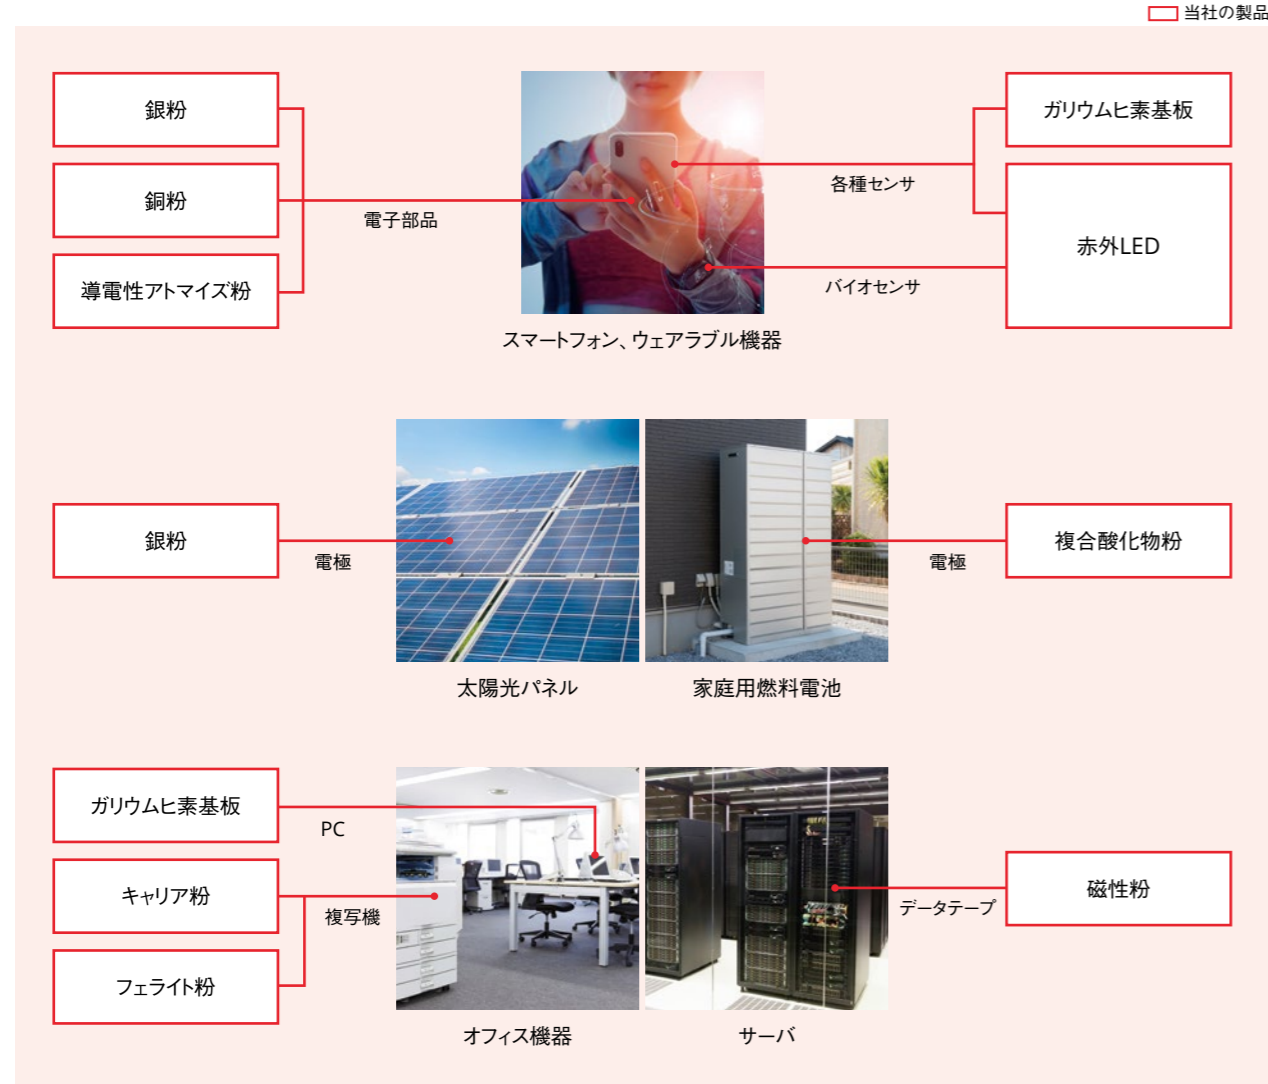 当社の製品
銀粉
銅粉
導電性アトマイズ粉
電子部品
各種センサ
バイオセンサ
ガリウムヒ素基板
赤外LED
スマートフォン、ウェアラブル機器
銀粉
電極
電極
複合酸化物粉
太陽光パネル
家庭用燃料電池
ガリウムヒ素基板
PC
キャリア粉
複写機
フェライト粉
データテープ
磁性粉
オフィス機器
サーバ